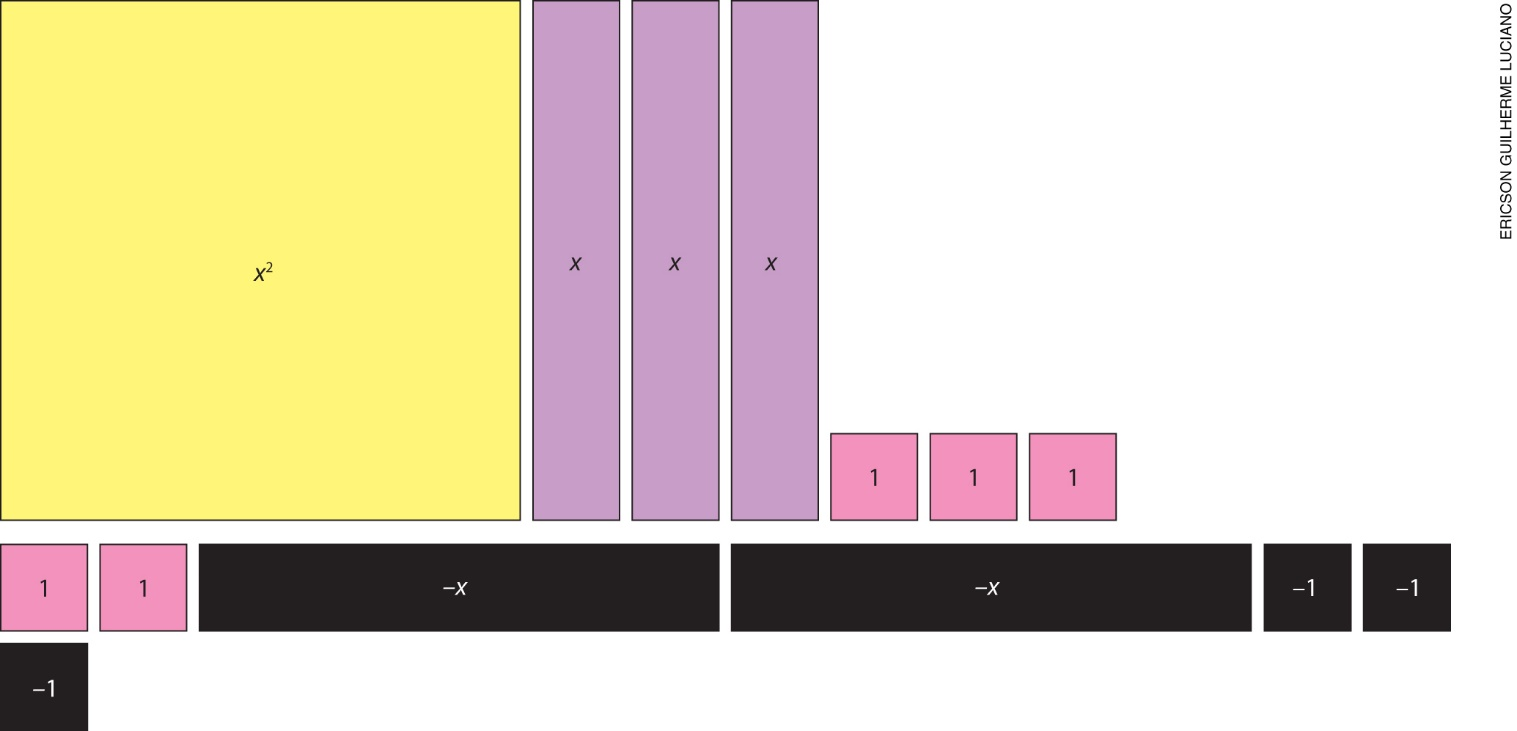 x²
x x x
1 1 1
1 1 –x –x –1 –1
–1
ERICSON GUILHERME LUCIANO